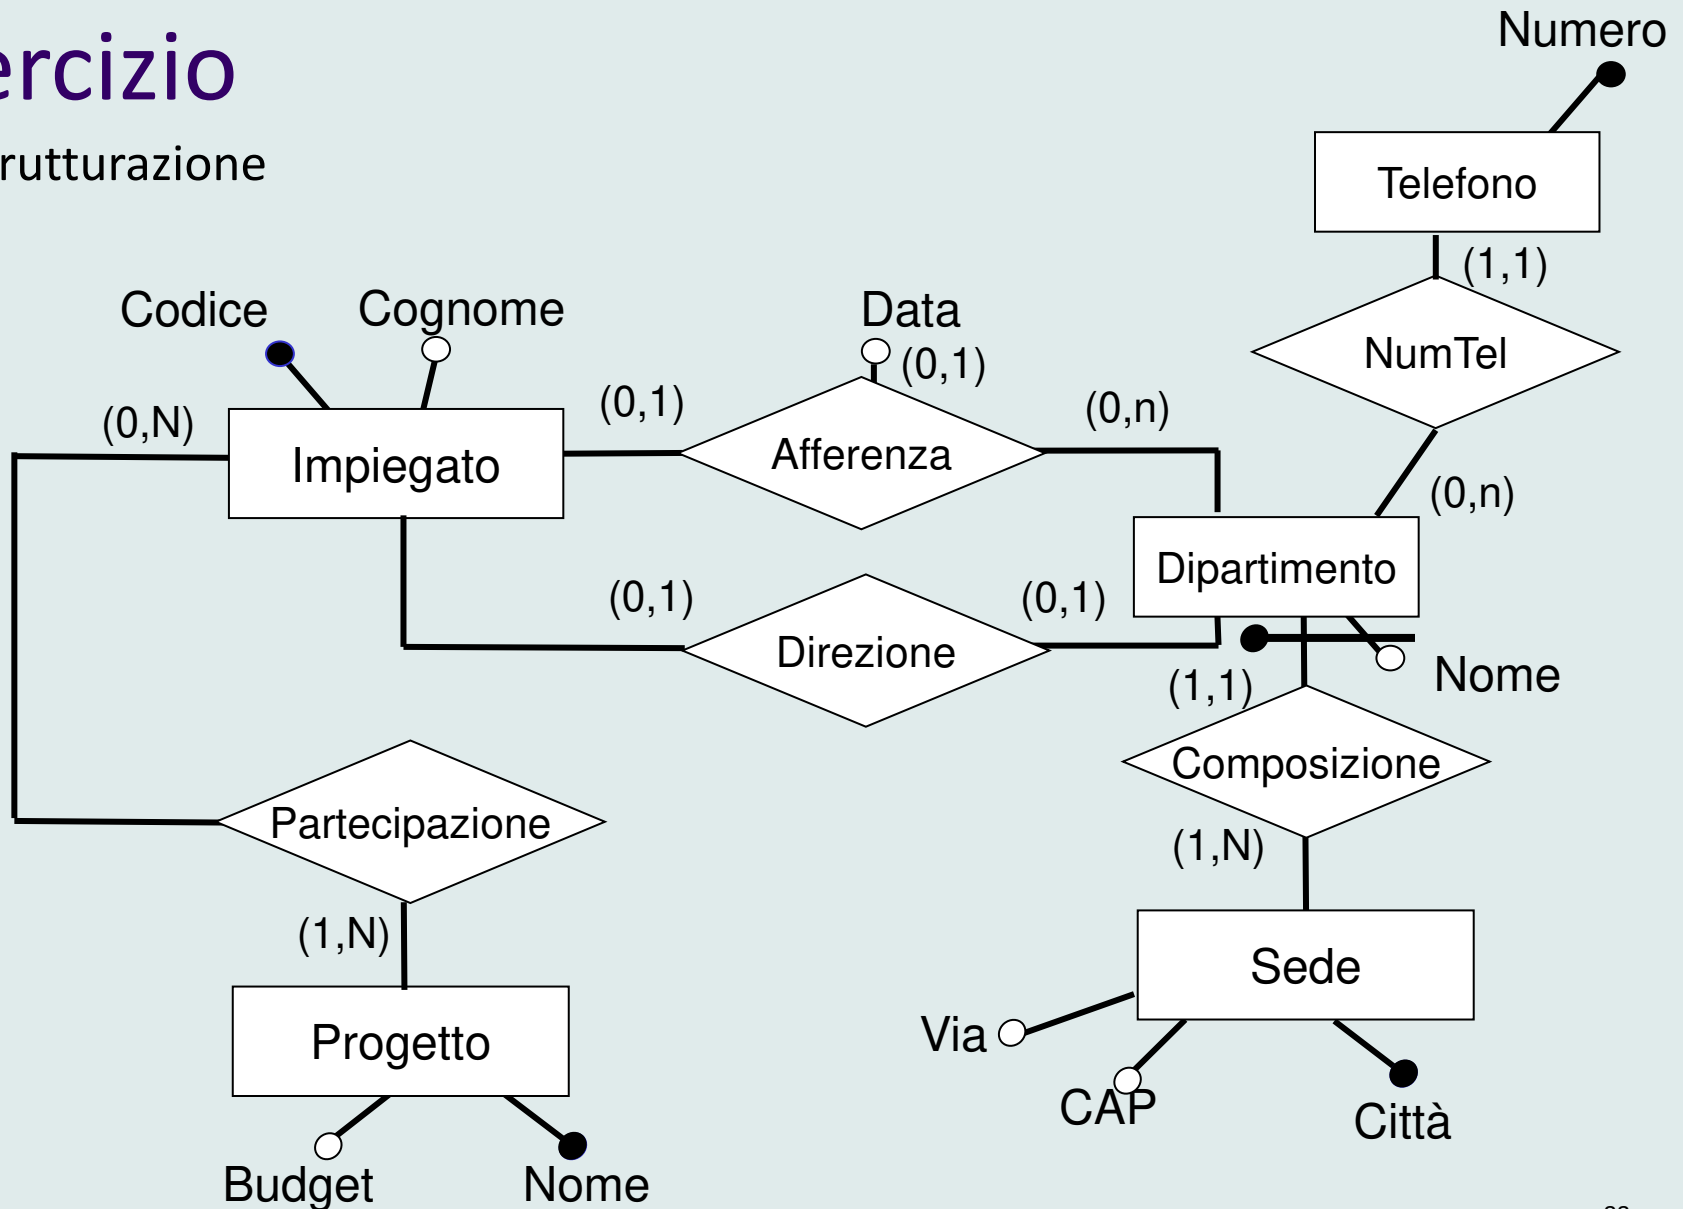 ercizio
rutturazione
Numero
Telefono
(1,1)
NumTel
(0,n)
Codice
Cognome
Data
(0,1)
(0,N)
(0,1)
(0,n)
Impiegato
Afferenza
Dipartimento
(0,1)
(0,1)
Direzione
(1,1)
Nome
Composizione
Partecipazione
(1,N)
(1,N)
Sede
Progetto
Via
CAP
Città
Budget
Nome